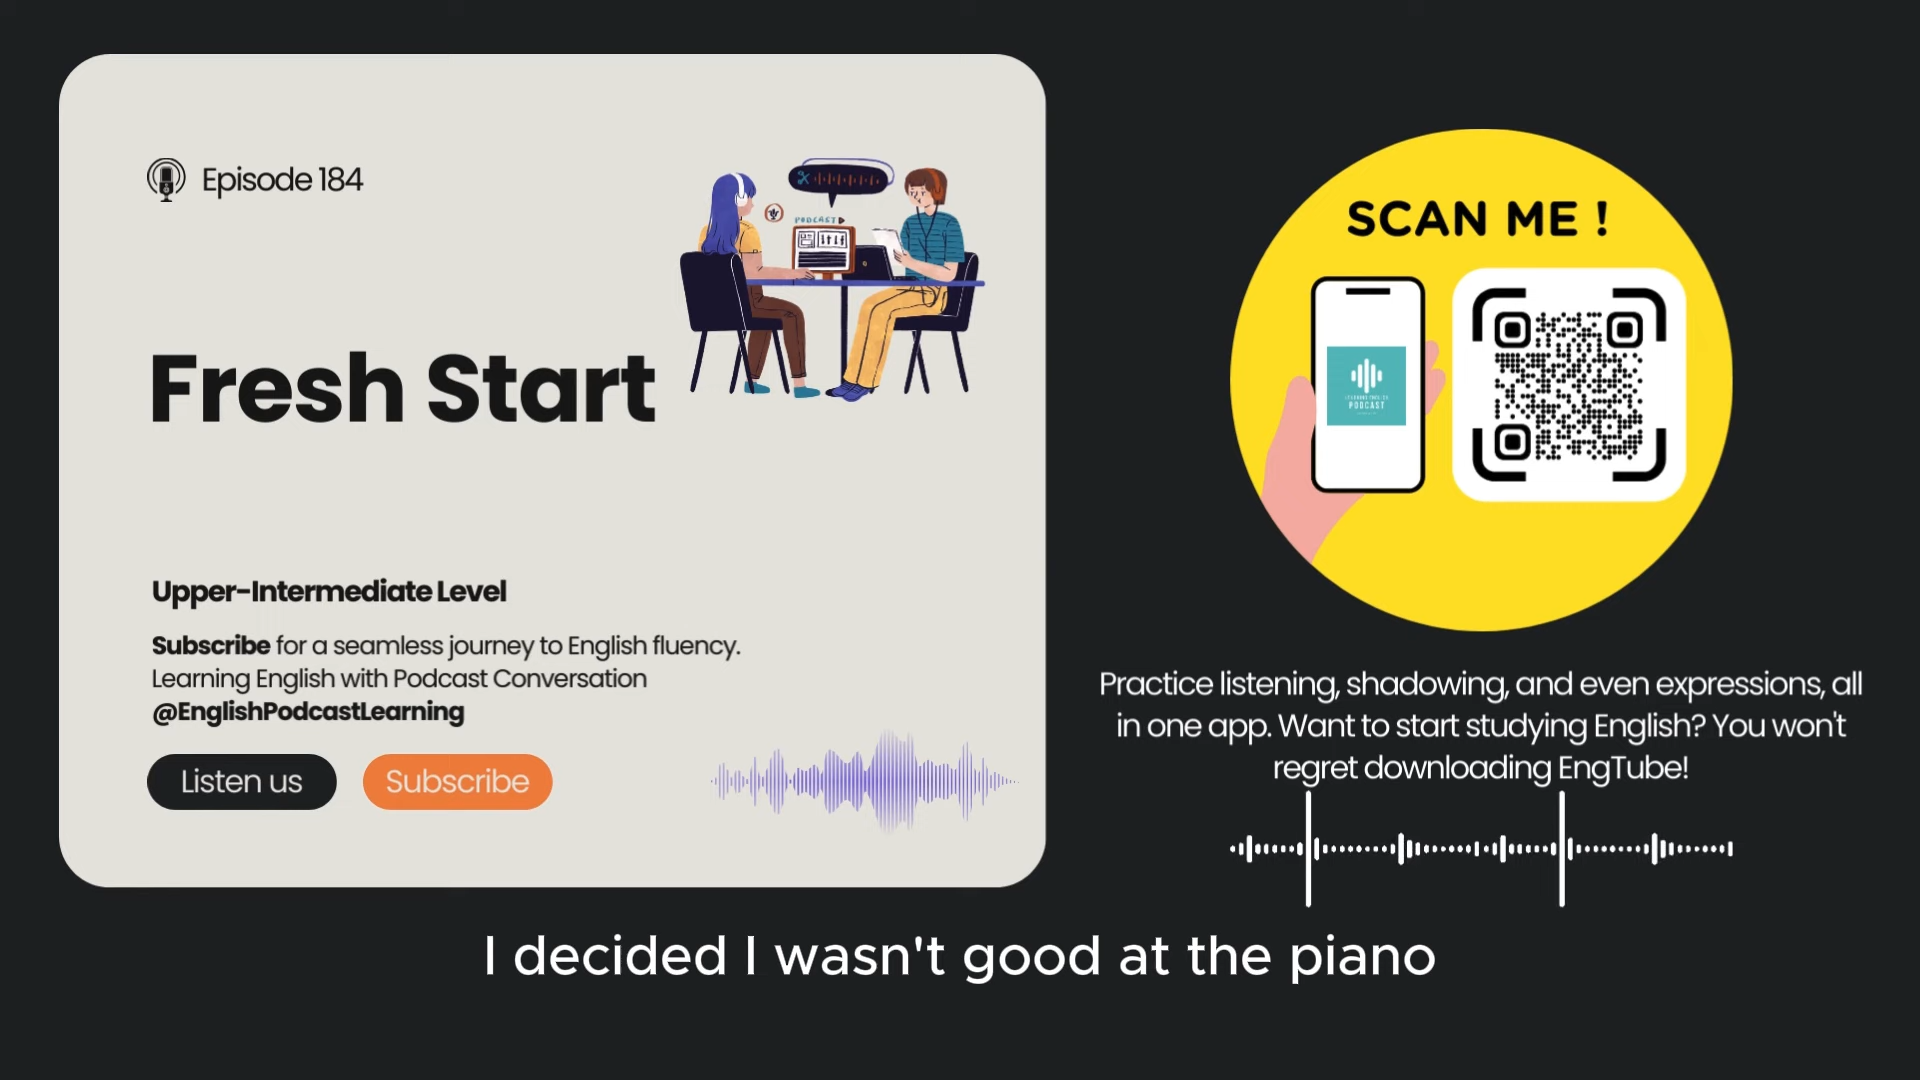 Episode 184
PODCAST
Fresh Start
Upper-Intermediate Level
Subscribe for a seamless journey to English fluency.
Learning English with Podcast Conversation
@EnglishPodcastLearning
Listen us
Subscribe
SCAN ME !
PODCAST
Practice listening, shadowing, and even expressions, all
in one app. Want to start studying English? You won't
regret downloading EngTube!
I decided I wasn't good at the piano